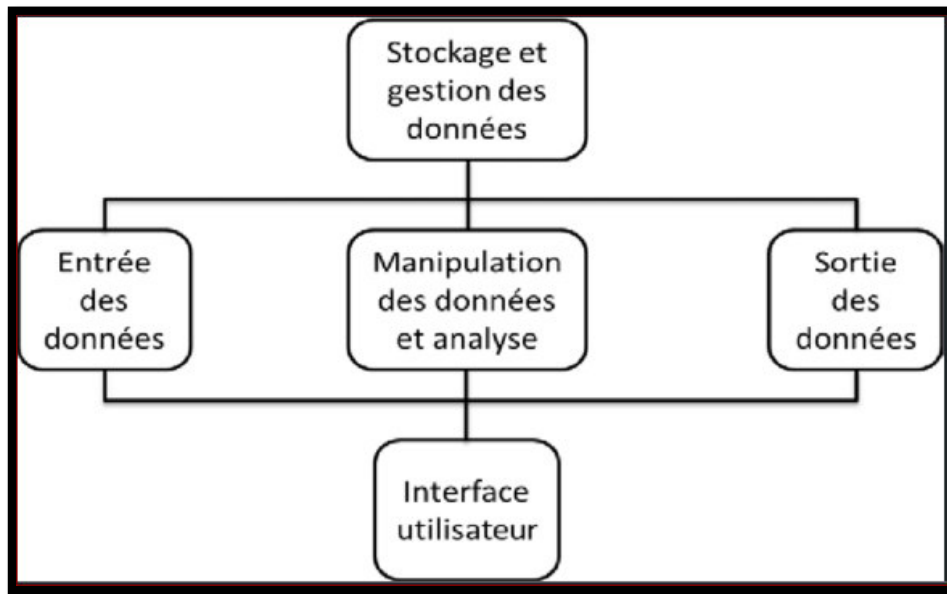 Stockage et
gestion des
données
Entrée
des
données
Manipulation
des données
et analyse
Sortie
des
données
Interface
utilisateur